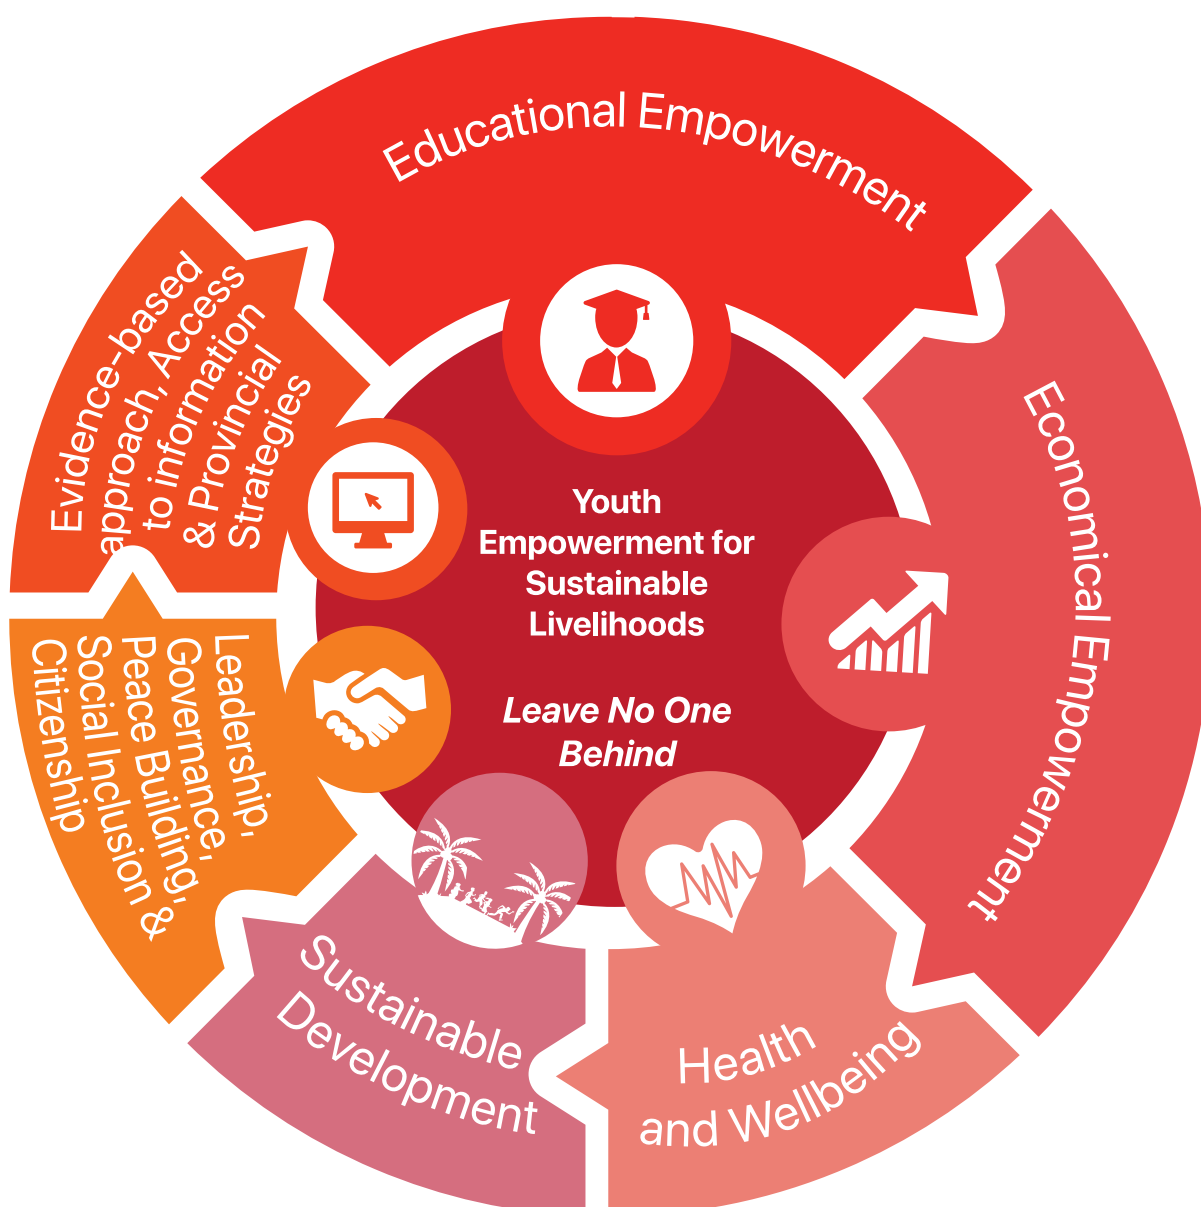 Educational Empowerment
Economical Empowerment
Health
and Wellbeing
Sustainable
Development
Leadership,
Governance,
Peace Building,
Social Inclusion &
Citizenship
Evidence-based
approach, Access
to information
& Provincial
Strategies
Youth
Empowerment for
Sustainable
Livelihoods
Leave No One
Behind